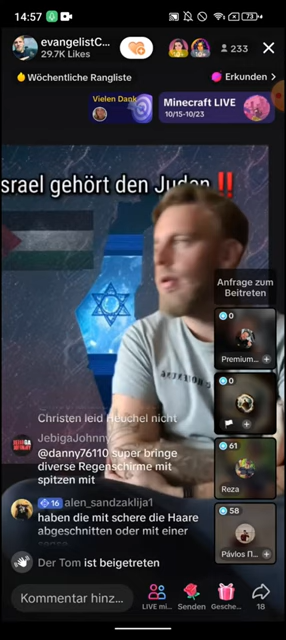 14:57
73
evangelistC...
29.7K Likes
233
Wöchentliche Rangliste
Erkunden >
Vielen Dank
Minecraft LIVE
10/15-10/23
srael gehört den Juden ‼️
Anfrage zum
Beitreten
0
Premium...
0
61
Reza
58
Pávlos Π...
Christen leid Heuchel nicht
JebigaJohnny
@danny76110 super bringe
diverse Regenschirme mit
spitzen mit
16 alen_sandzaklija1
haben die mit schere die Haare
abgeschnitten oder mit einer
Der Tom ist beigetreten
Kommentar hinz...
LIVE mi...
Senden
Gesche...
18